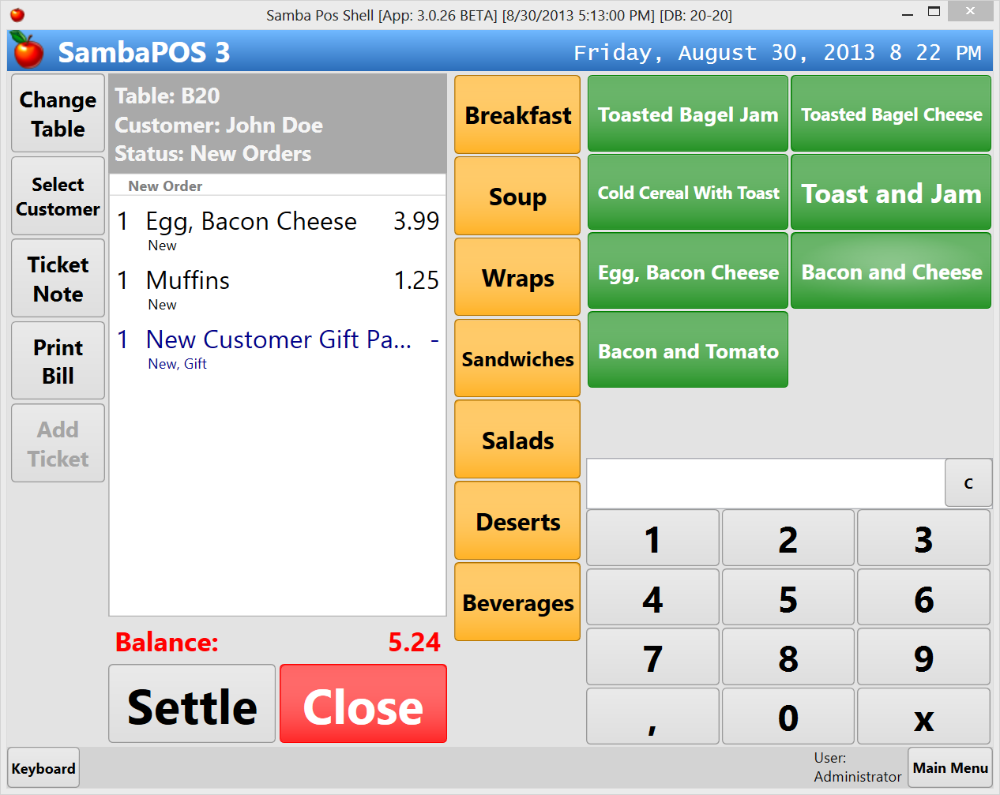 Samba Pos Shell [App: 3.0.26 BETA] [8/30/2013 5:13:00 PM] [DB: 20-20]
SambaPOS 3
Friday, August 30, 2013 8 22 PM
Change
Table
Select
Customer
Ticket
Note
Print
Bill
Add
Ticket
Table: B20
Customer: John Doe
Status: New Orders
New Order
1 Egg, Bacon Cheese 3.99
New
1 Muffins 1.25
New
1 New Customer Gift Pa... -
New, Gift
Balance: 5.24
Settle
Close
Breakfast
Soup
Wraps
Sandwiches
Salads
Deserts
Beverages
Toasted Bagel Jam
Toasted Bagel Cheese
Cold Cereal With Toast
Toast and Jam
Egg, Bacon Cheese
Bacon and Cheese
Bacon and Tomato
C
1 2 3
4 5 6
7 8 9
, 0 x
Keyboard
User:
Administrator
Main Menu